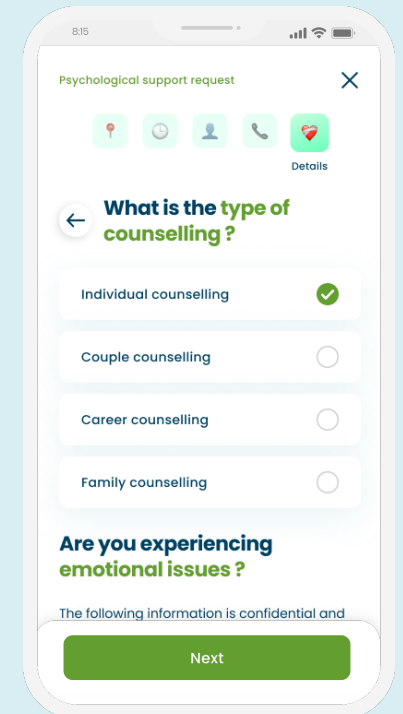 8:15
Psychological support request
Details
What is the type of
counselling ?
Individual counselling
Couple counselling
Career counselling
Family counselling
Are you experiencing
emotional issues ?
The following information is confidential and
Next